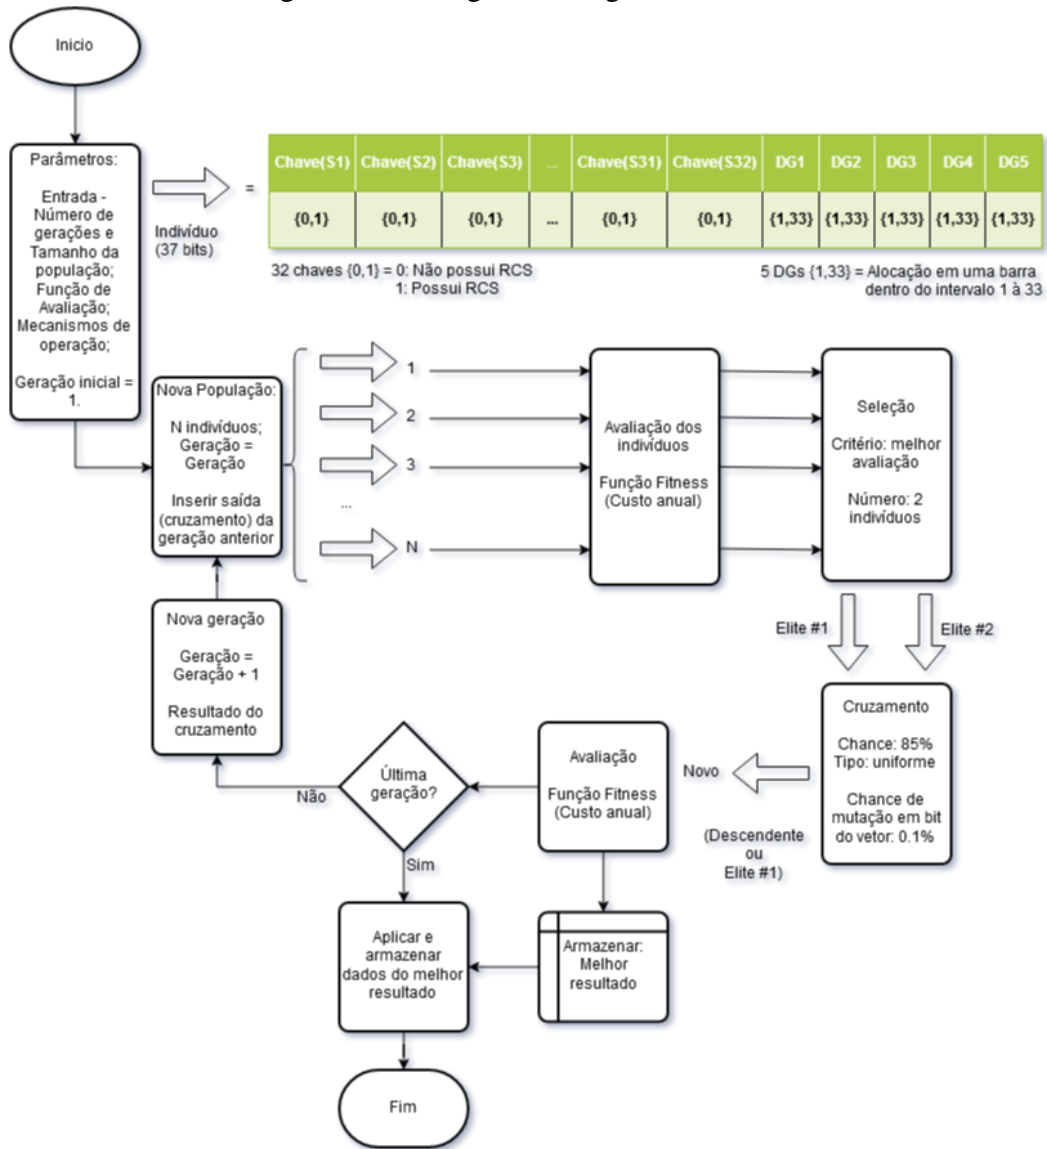 Inicio
Parâmetros:
Entrada -
Número de
gerações e
Tamanho da
população;
Função de
Avaliação;
Mecanismos de
operação;
Geração inicial =
1.
Indivíduo
(37 bits)
=
Chave(S1) Chave(S2) Chave(S3) ... Chave(S31) Chave(S32) DG1 DG2 DG3 DG4 DG5
{0,1} {0,1} {0,1} ... {0,1} {0,1} {1,33} {1,33} {1,33} {1,33} {1,33}
32 chaves {0,1} = 0: Não possui RCS
1: Possui RCS
5 DGs {1,33} = Alocação em uma barra
dentro do intervalo 1 à 33
Nova População:
N indivíduos;
Geração =
Geração
Inserir saída
(cruzamento) da
geração anterior
1
2
3
...
N
Avaliação dos
indivíduos
Função Fitness
(Custo anual)
Seleção
Critério: melhor
avaliação
Número: 2
indivíduos
Elite #1
Elite #2
Cruzamento
Chance: 85%
Tipo: uniforme
Chance de
mutação em bit
do vetor: 0.1%
Novo
(Descendente
ou
Elite #1)
Avaliação
Função Fitness
(Custo anual)
Última
geração?
Não
Sim
Nova geração
Geração =
Geração + 1
Resultado do
cruzamento
Armazenar:
Melhor
resultado
Aplicar e
armazenar
dados do melhor
resultado
Fim